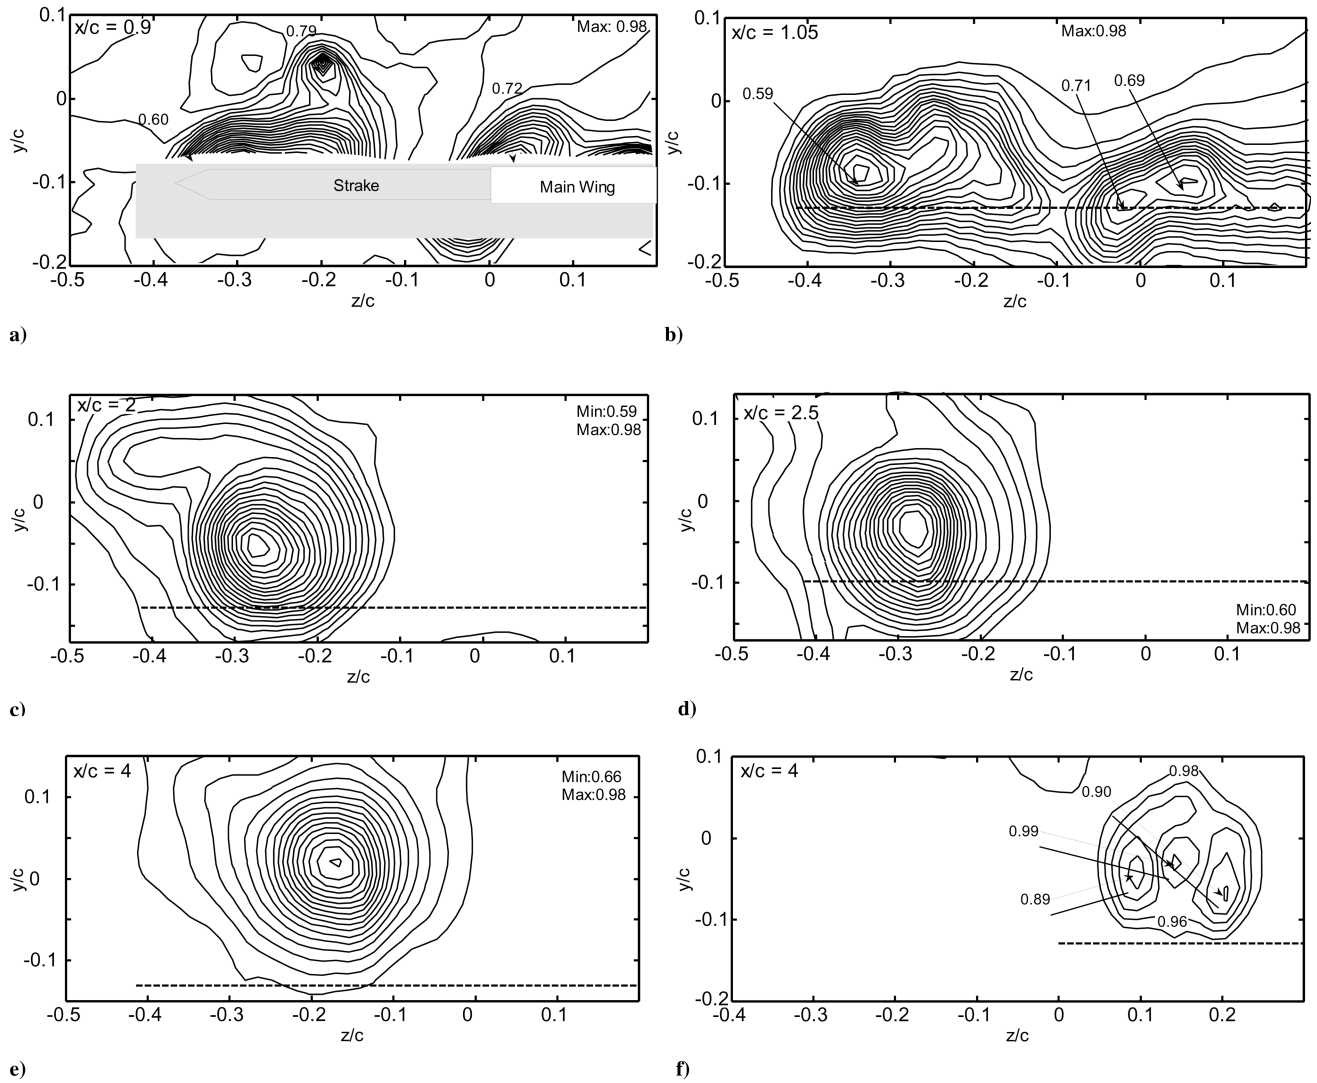 0.1
x/c = 0.9
0.79
Max: 0.98
0
0.72
0.60
y/c
-0.1
Strake
Main Wing
-0.2
-0.5
-0.4
-0.3
-0.2
-0.1
0
0.1
z/c
a)
0.1
x/c = 1.05
Max:0.98
0.59
0.71
0.69
0
y/c
-0.1
-0.2
-0.5
-0.4
-0.3
-0.2
-0.1
0
0.1
z/c
b)
x/c = 2
Min:0.59
Max:0.98
0.1
0
y/c
-0.1
-0.5
-0.4
-0.3
-0.2
-0.1
0
0.1
z/c
c)
x/c = 2.5
0.1
0
y/c
-0.1
Min:0.60
Max:0.98
-0.5
-0.4
-0.3
-0.2
-0.1
0
0.1
z/c
d)
x/c = 4
Min:0.66
Max:0.98
0.1
y/c
0
-0.1
-0.5
-0.4
-0.3
-0.2
-0.1
0
0.1
z/c
e)
0.1
x/c = 4
0.98
0.90
0.99
0
y/c
0.89
0.96
-0.1
-0.2
-0.4
-0.3
-0.2
-0.1
0
0.1
0.2
z/c
f)